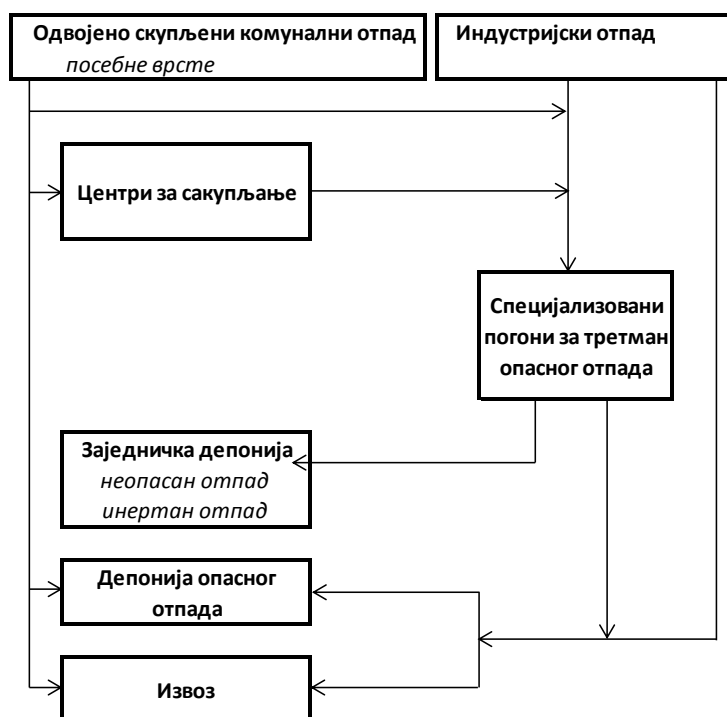 Одвојено скупљени комунални отпад
посебне врсте
Индустријски отпад
Центри за сакупљање
Специјализовани
погони за третман
опасног отпада
Заједничка депонија
неопасан отпад
инертан отпад
Депонија опасног
отпада
Извоз